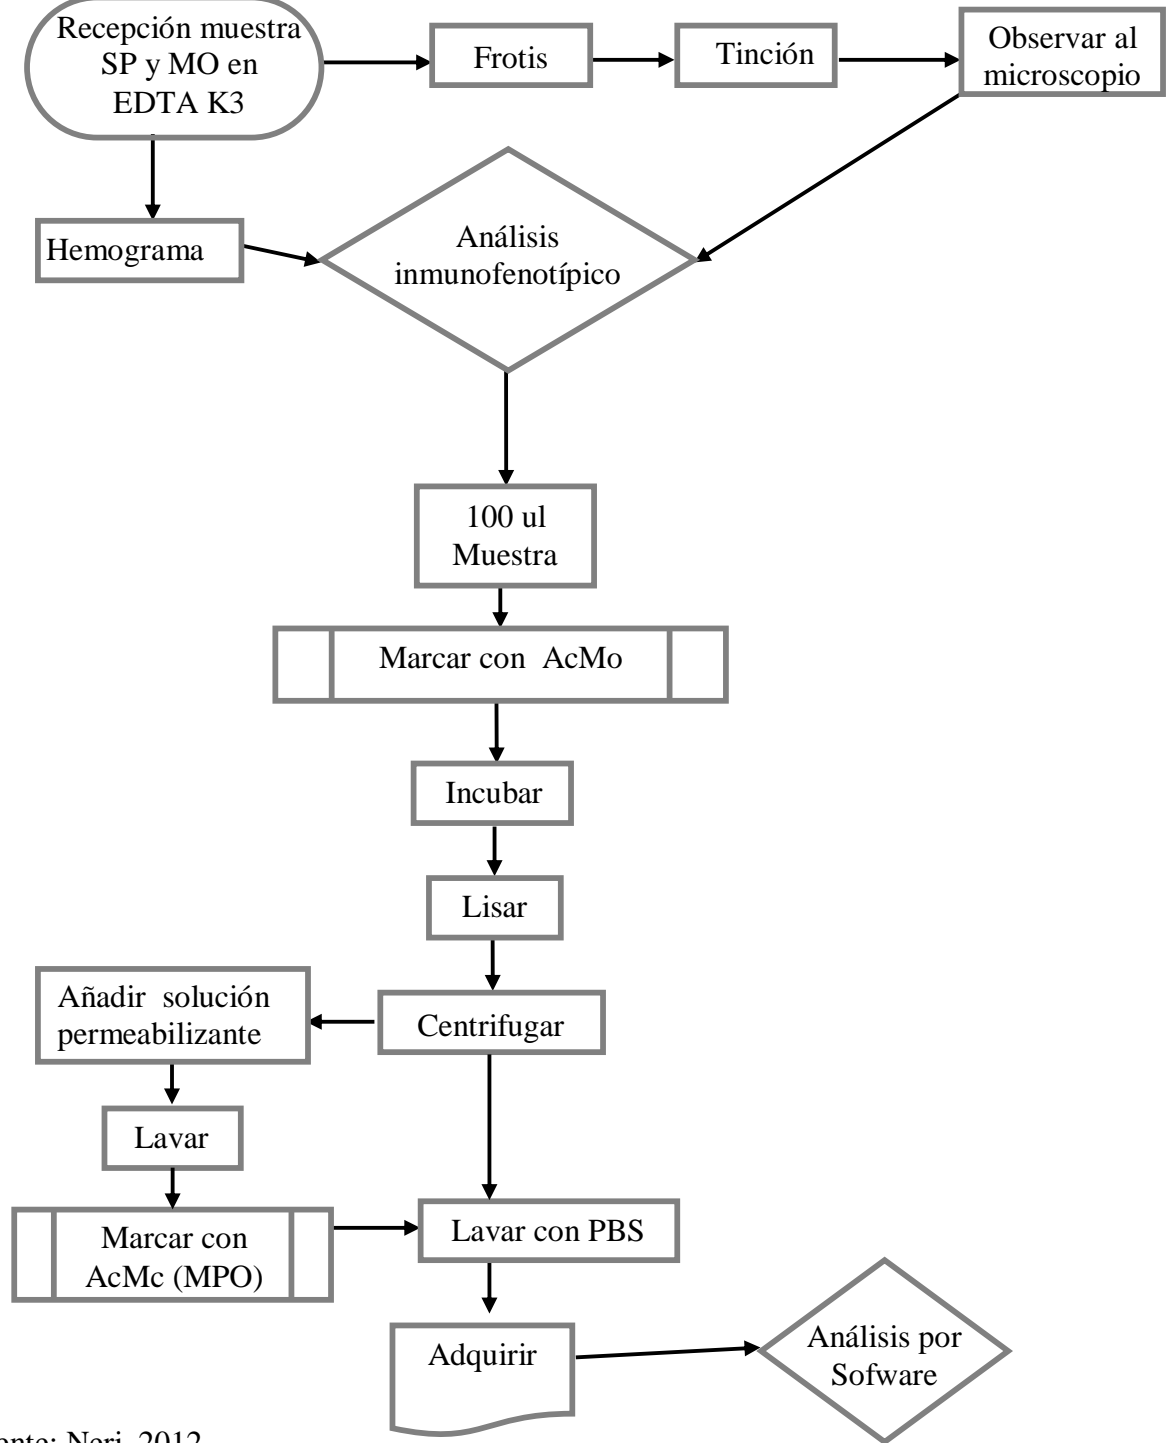 Recepción muestra
SP y MO en
EDTA K3
Frotis
Tinción
Observar al
microscopio
Hemograma
Análisis
inmunofenotípico
100 ul
Muestra
Marcar con AcMo
Incubar
Lisar
Centrifugar
Añadir solución
permeabilizante
Lavar
Marcar con
AcMc (MPO)
Lavar con PBS
Adquirir
Análisis por
Sofware
Neri, 2012